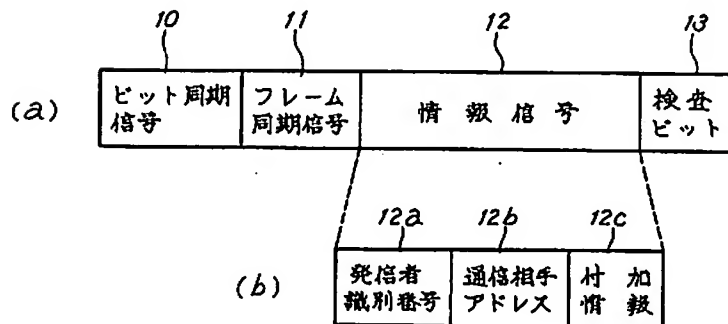 10 11 12 13
(a)
ビット同期
信号
フレーム
同期信号
情報信号
検査
ビット
12a 12b 12c
(b)
発信者
識別番号
通信相手
アドレス
付加
情報